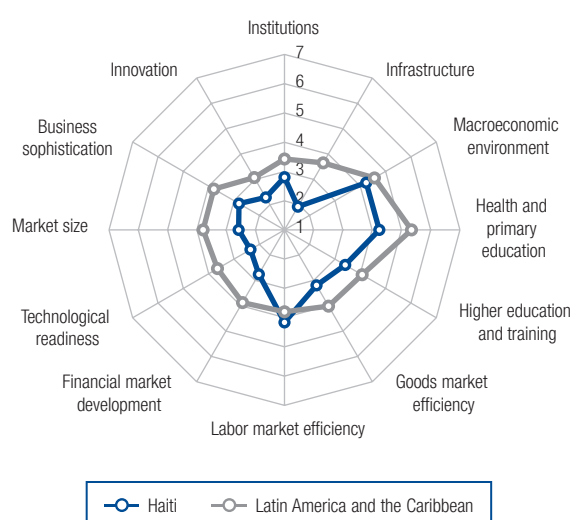 Institutions
7
6
5
4
3
2
1
Infrastructure
Macroeconomic
environment
Health and
primary
education
Higher education
and training
Goods market
efficiency
Labor market efficiency
Financial market
development
Technological
readiness
Market size
Business
sophistication
Innovation
Haiti
Latin America and the Caribbean